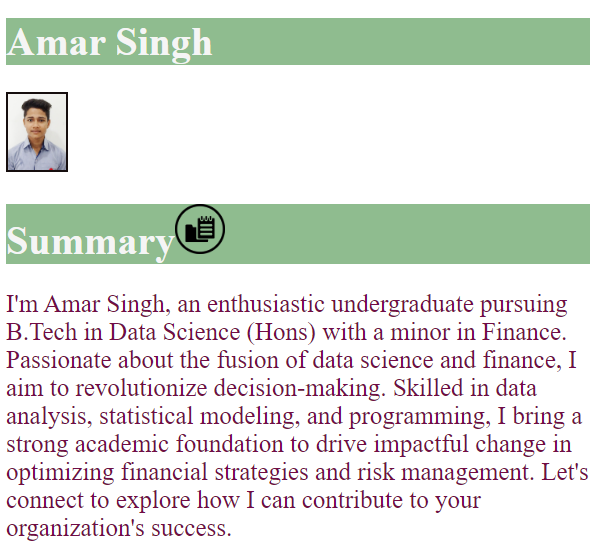 Amar Singh
Summary
I'm Amar Singh, an enthusiastic undergraduate pursuing
B.Tech in Data Science (Hons) with a minor in Finance.
Passionate about the fusion of data science and finance, I
aim to revolutionize decision-making. Skilled in data
analysis, statistical modeling, and programming, I bring a
strong academic foundation to drive impactful change in
optimizing financial strategies and risk management. Let's
connect to explore how I can contribute to your
organization's success.